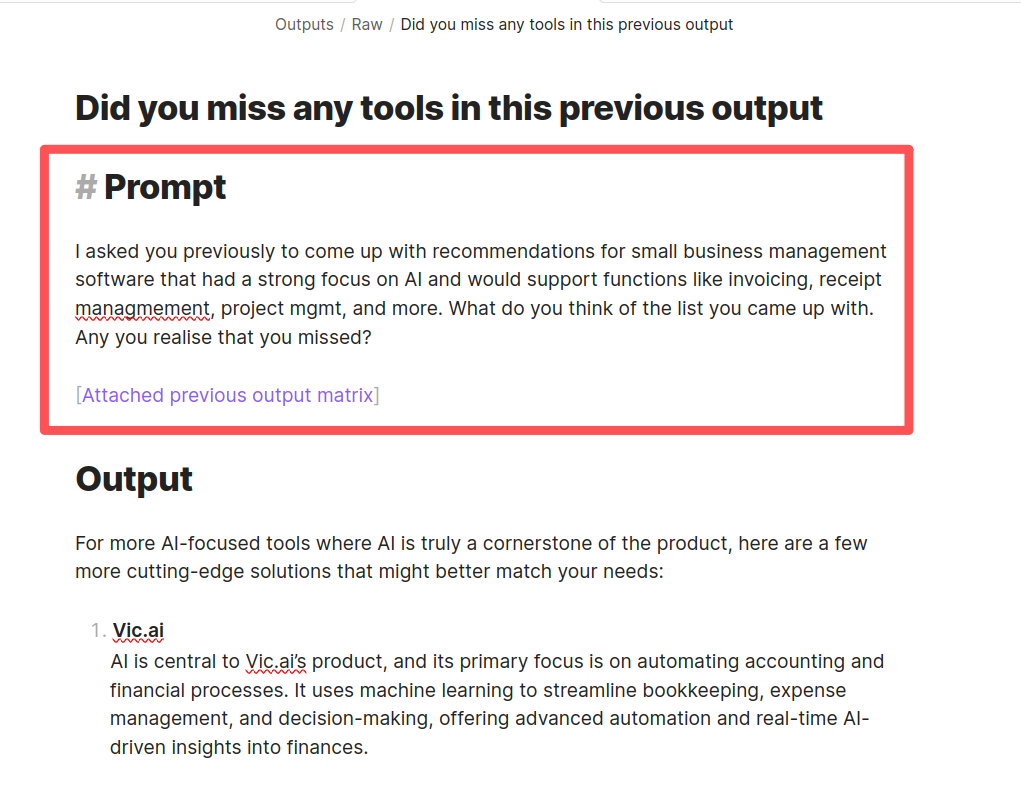 Outputs / Raw / Did you miss any tools in this previous output
Did you miss any tools in this previous output
# Prompt
I asked you previously to come up with recommendations for small business management
software that had a strong focus on AI and would support functions like invoicing, receipt
managmement, project mgmt, and more. What do you think of the list you came up with.
Any you realise that you missed?
[Attached previous output matrix]
Output
For more AI-focused tools where AI is truly a cornerstone of the product, here are a few
more cutting-edge solutions that might better match your needs:
1. Vic.ai
AI is central to Vic.ai’s product, and its primary focus is on automating accounting and
financial processes. It uses machine learning to streamline bookkeeping, expense
management, and decision-making, offering advanced automation and real-time AI-
driven insights into finances.